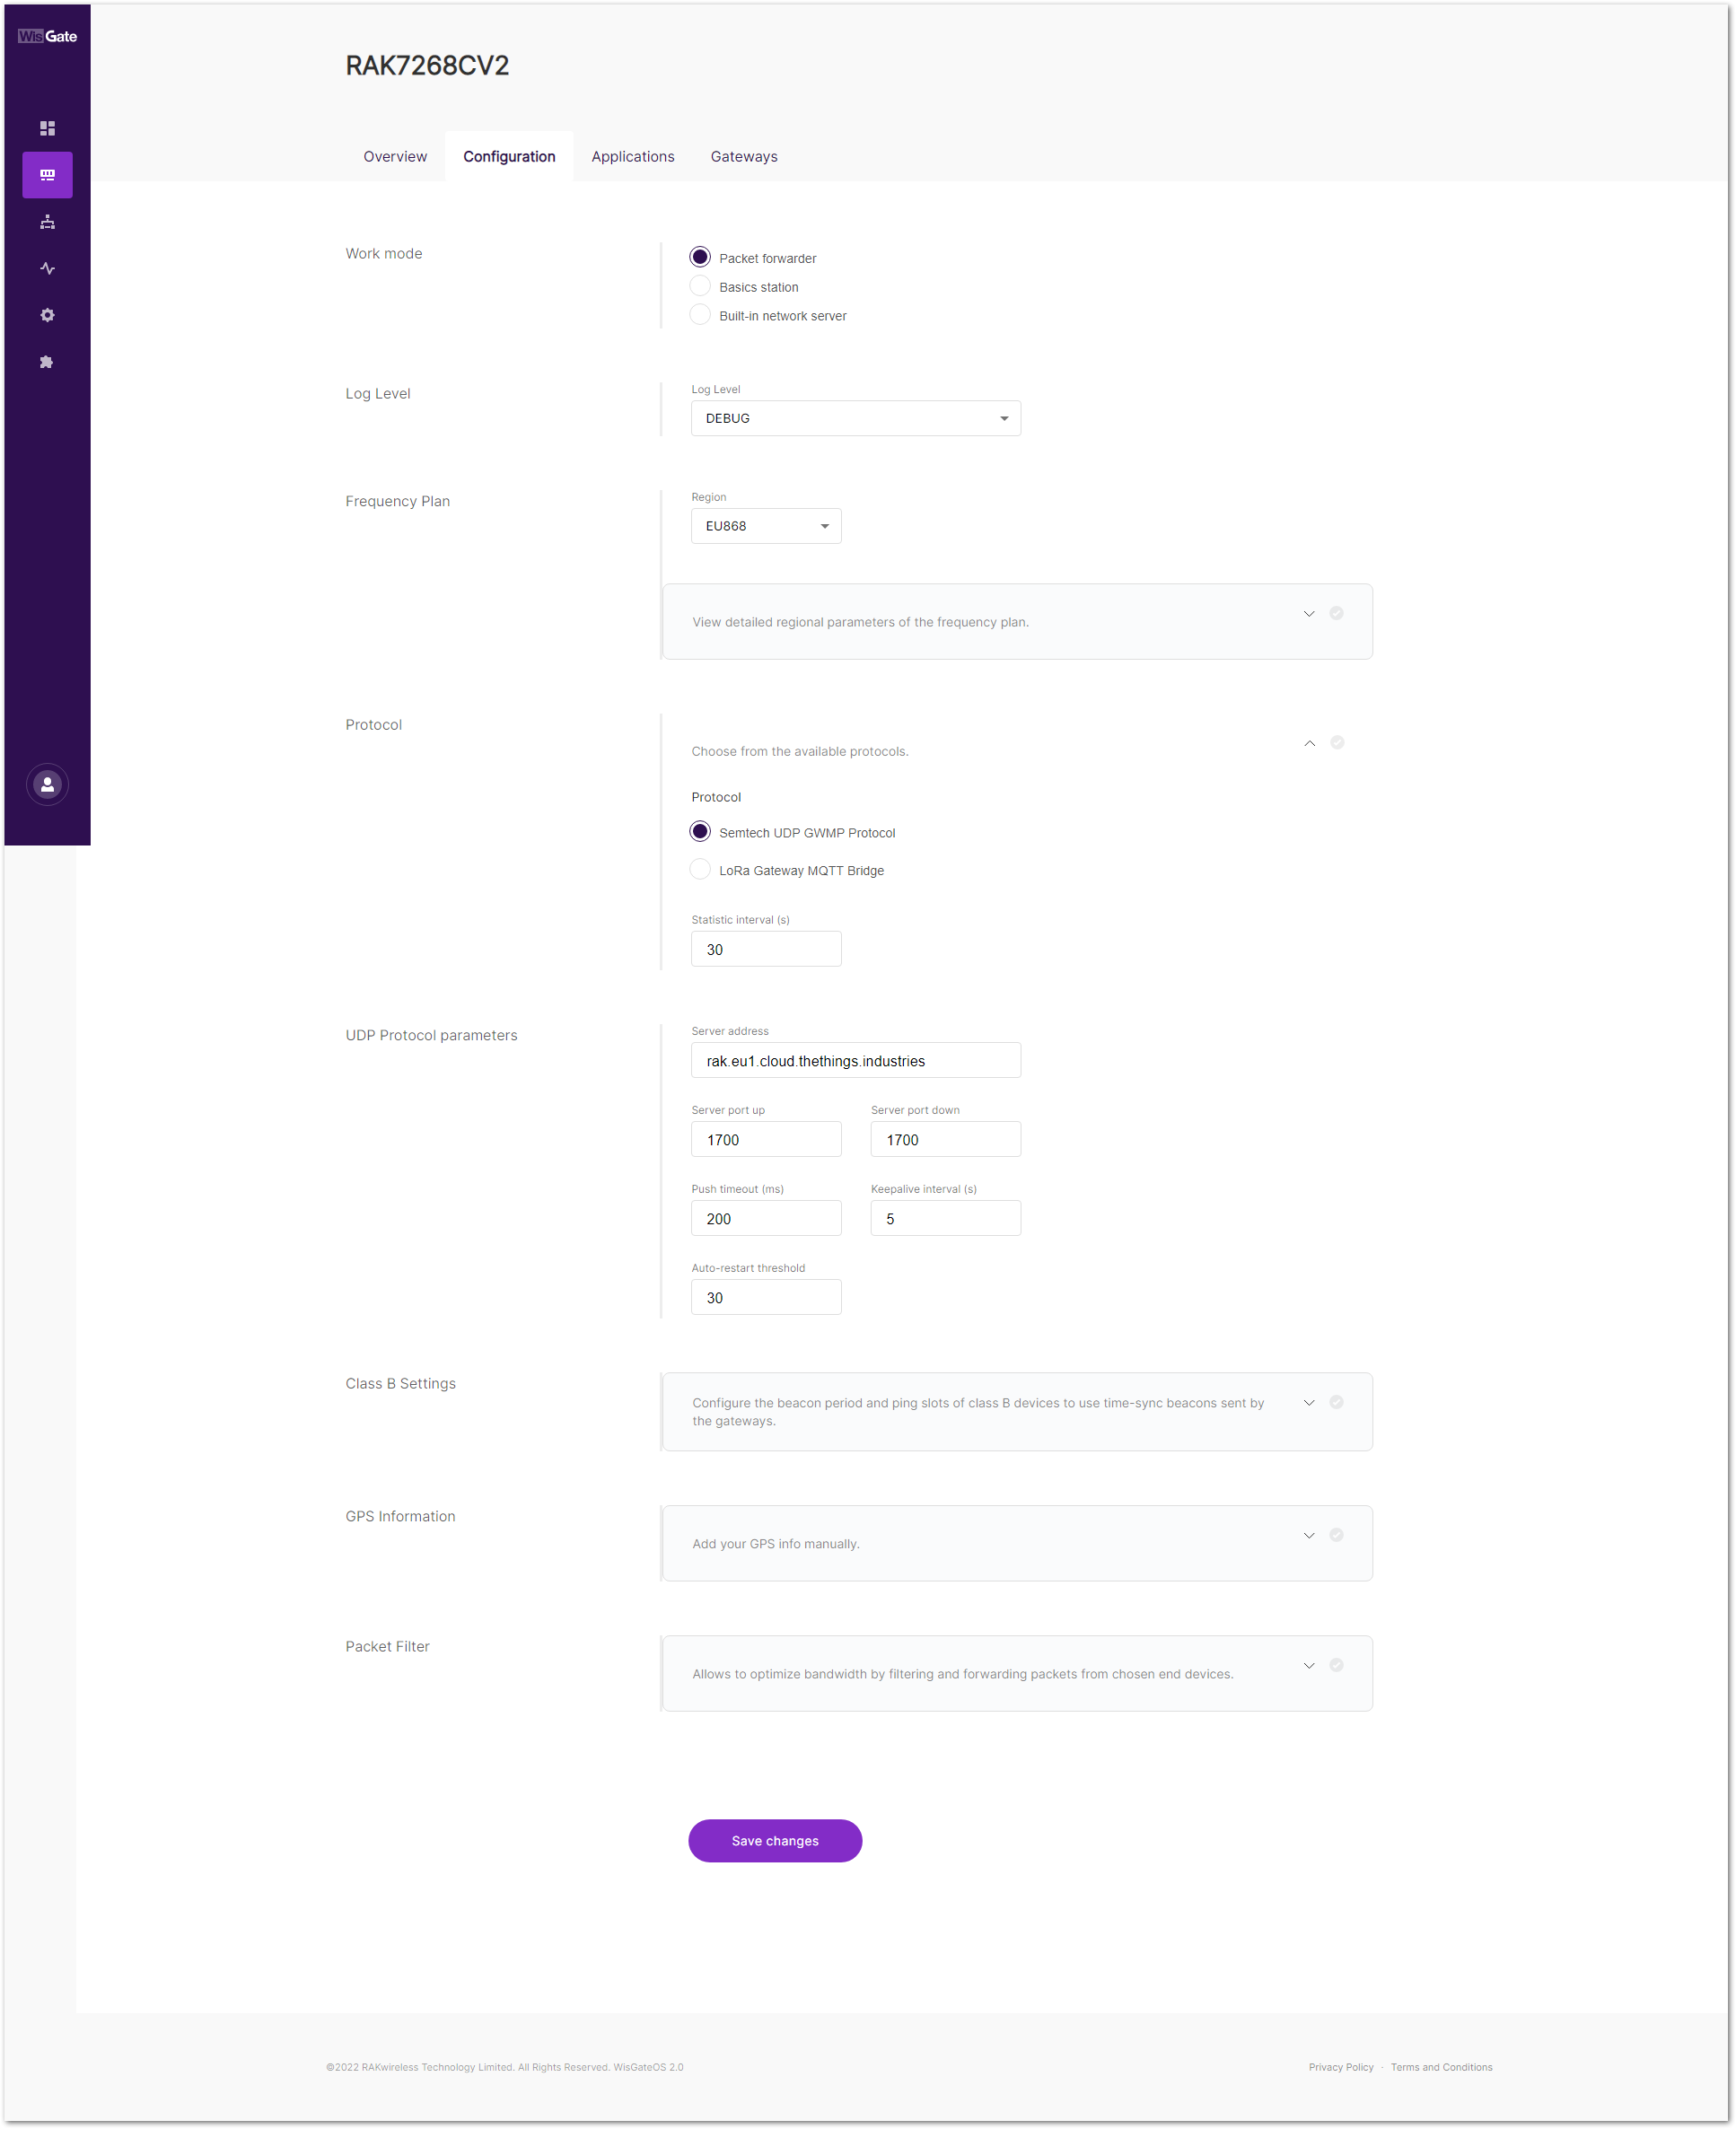 WisGate
RAK7268CV2
Overview
Configuration
Applications
Gateways
Work mode
Packet forwarder
Basics station
Built-in network server
Log Level
Log Level
DEBUG
Frequency Plan
Region
EU868
View detailed regional parameters of the frequency plan.
Protocol
Choose from the available protocols.
Protocol
Semtech UDP GWMP Protocol
LoRa Gateway MQTT Bridge
Statistic interval (s)
30
UDP Protocol parameters
Server address
rak.eu1.cloud.thethings.industries
Server port up
Server port down
1700
1700
Push timeout (ms)
Keepalive interval (s)
200
5
Auto-restart threshold
30
Class B Settings
Configure the beacon period and ping slots of class B devices to use time-sync beacons sent by
the gateways.
GPS Information
Add your GPS info manually.
Packet Filter
Allows to optimize bandwidth by filtering and forwarding packets from chosen end devices.
Save changes
©2022 RAKwireless Technology Limited. All Rights Reserved. WisGateOS 2.0
Privacy Policy · Terms and Conditions